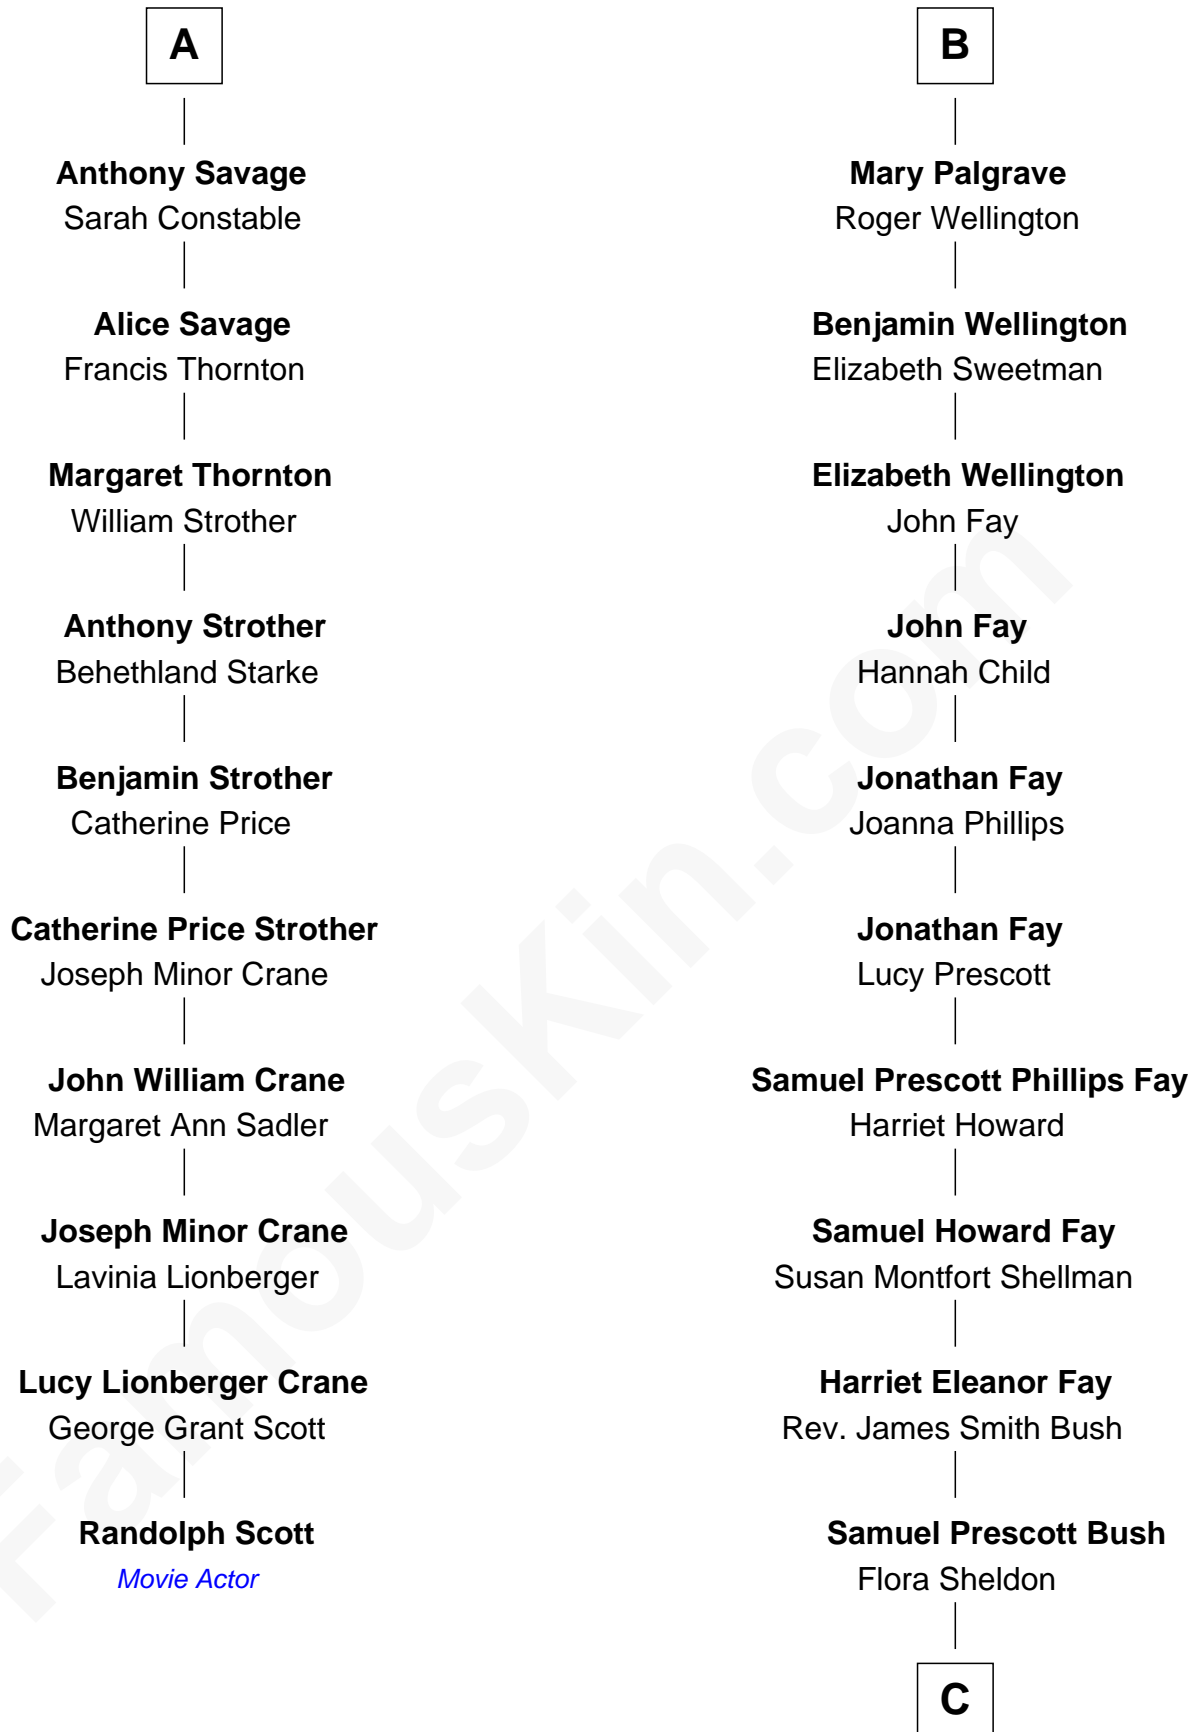 A
Anthony Savage
Sarah Constable
Alice Savage
Francis Thornton
Margaret Thornton
William Strother
Anthony Strother
Behethland Starke
Benjamin Strother
Catherine Price
Catherine Price Strother
Joseph Minor Crane
John William Crane
Margaret Ann Sadler
Joseph Minor Crane
Lavinia Lionberger
Lucy Lionberger Crane
George Grant Scott
Randolph Scott
Movie Actor
B
Mary Palgrave
Roger Wellington
Benjamin Wellington
Elizabeth Sweetman
Elizabeth Wellington
John Fay
John Fay
Hannah Child
Jonathan Fay
Joanna Phillips
Jonathan Fay
Lucy Prescott
Samuel Prescott Phillips Fay
Harriet Howard
Samuel Howard Fay
Susan Montfort Shellman
Harriet Eleanor Fay
Rev. James Smith Bush
Samuel Prescott Bush
Flora Sheldon
C
FamousKin.com